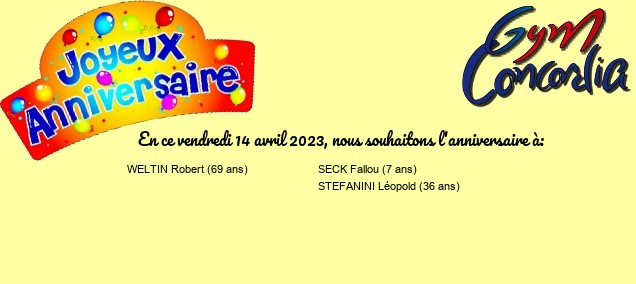 Joyeux
Anniversaire
Gym
Concordia
En ce vendredi 14 avril 2023, nous souhaitons l'anniversaire à:
WELTIN Robert (69 ans)
SECK Fallou (7 ans)
STEFANINI Léopold (36 ans)